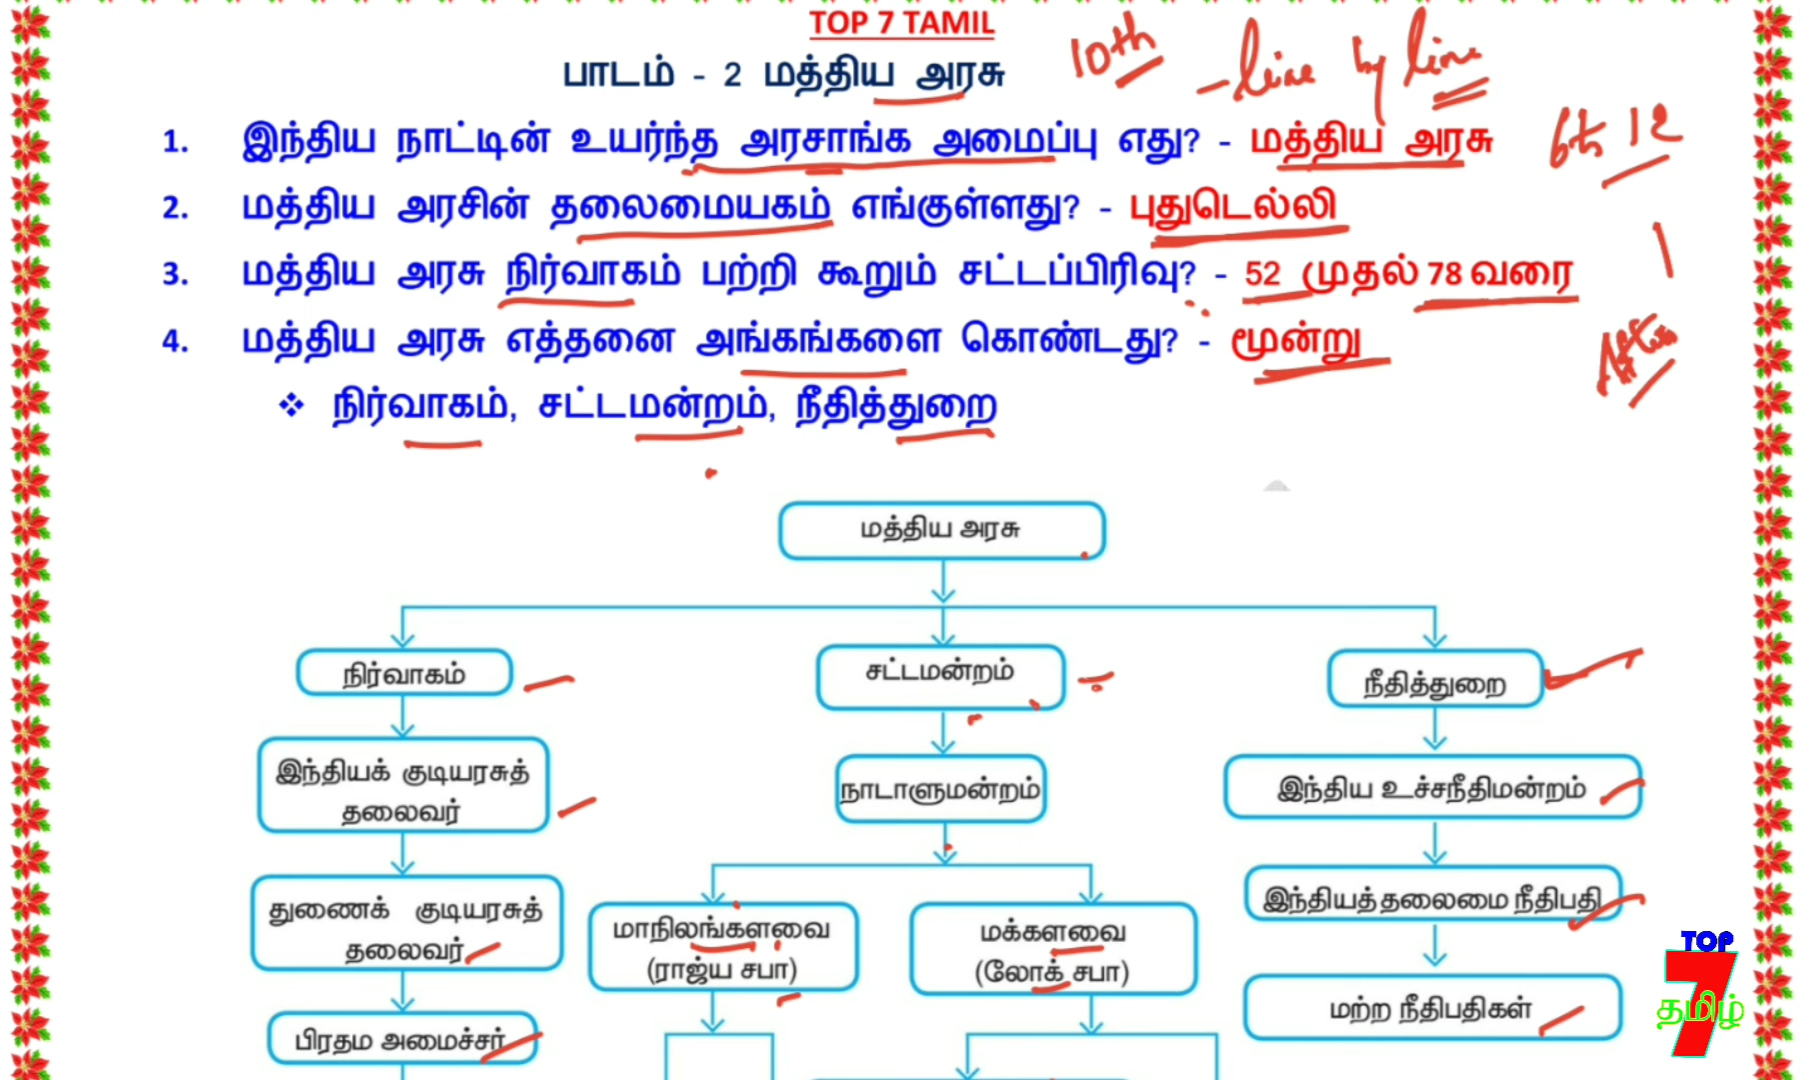 TOP 7 TAMIL
10th - line by line
பாடம் - 2 மத்திய அரசு
1. இந்திய நாட்டின் உயர்ந்த அரசாங்க அமைப்பு எது? - மத்திய அரசு
6th 12
2. மத்திய அரசின் தலைமையகம் எங்குள்ளது? - புதுடெல்லி
3. மத்திய அரசு நிர்வாகம் பற்றி கூறும் சட்டப்பிரிவு? - 52 முதல் 78 வரை
4. மத்திய அரசு எத்தனை அங்கங்களை கொண்டது? - மூன்று
❖ நிர்வாகம், சட்டமன்றம், நீதித்துறை
மத்திய அரசு
நிர்வாகம்
சட்டமன்றம்
நீதித்துறை
இந்தியக் குடியரசுத்
தலைவர்
நாடாளுமன்றம்
இந்திய உச்சநீதிமன்றம்
துணைக் குடியரசுத்
தலைவர்
மாநிலங்களவை
(ராஜ்ய சபா)
மக்களவை
(லோக் சபா)
இந்தியத்தலைமை நீதிபதி
பிரதம அமைச்சர்
மற்ற நீதிபதிகள்
TOP
7
தமிழ்